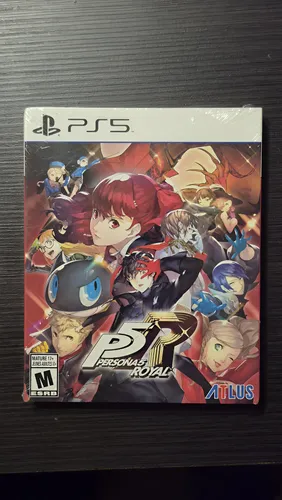 PS5
P5R
PERSONA5
ROYAL
MATURE 17+
M
ESRB
ATLUS